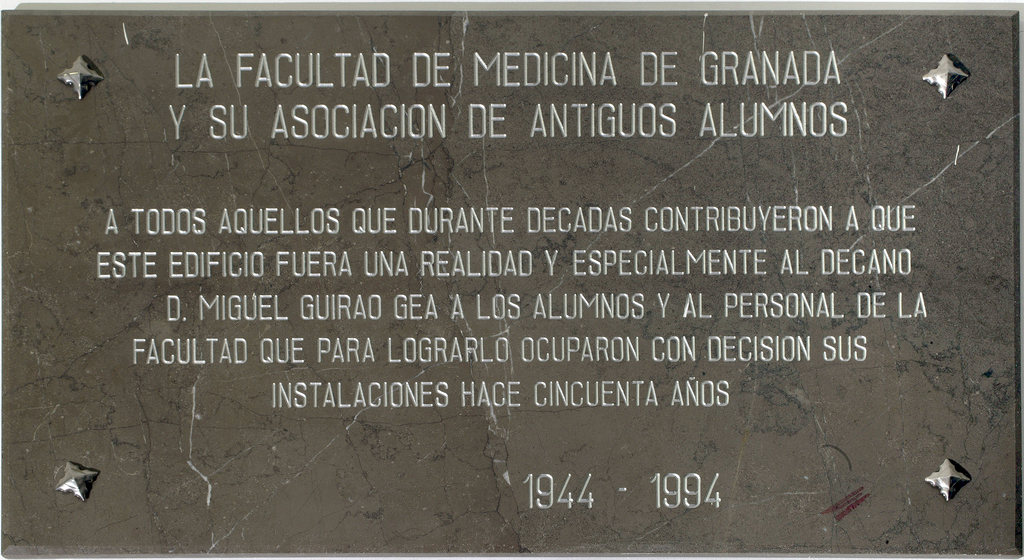 LA FACULTAD DE MEDICINA DE GRANADA
Y SU ASOCIACION DE ANTIGUOS ALUMNOS
A TODOS AQUELLOS QUE DURANTE DECADAS CONTRIBUYERON A QUE
ESTE EDIFICIO FUERA UNA REALIDAD Y ESPECIALMENTE AL DECANO
D. MIGUEL GUIRAO GEA A LOS ALUMNOS Y AL PERSONAL DE LA
FACULTAD QUE PARA LOGRARLO OCUPARON CON DECISION SUS
INSTALACIONES HACE CINCUENTA AÑOS
1944 - 1994